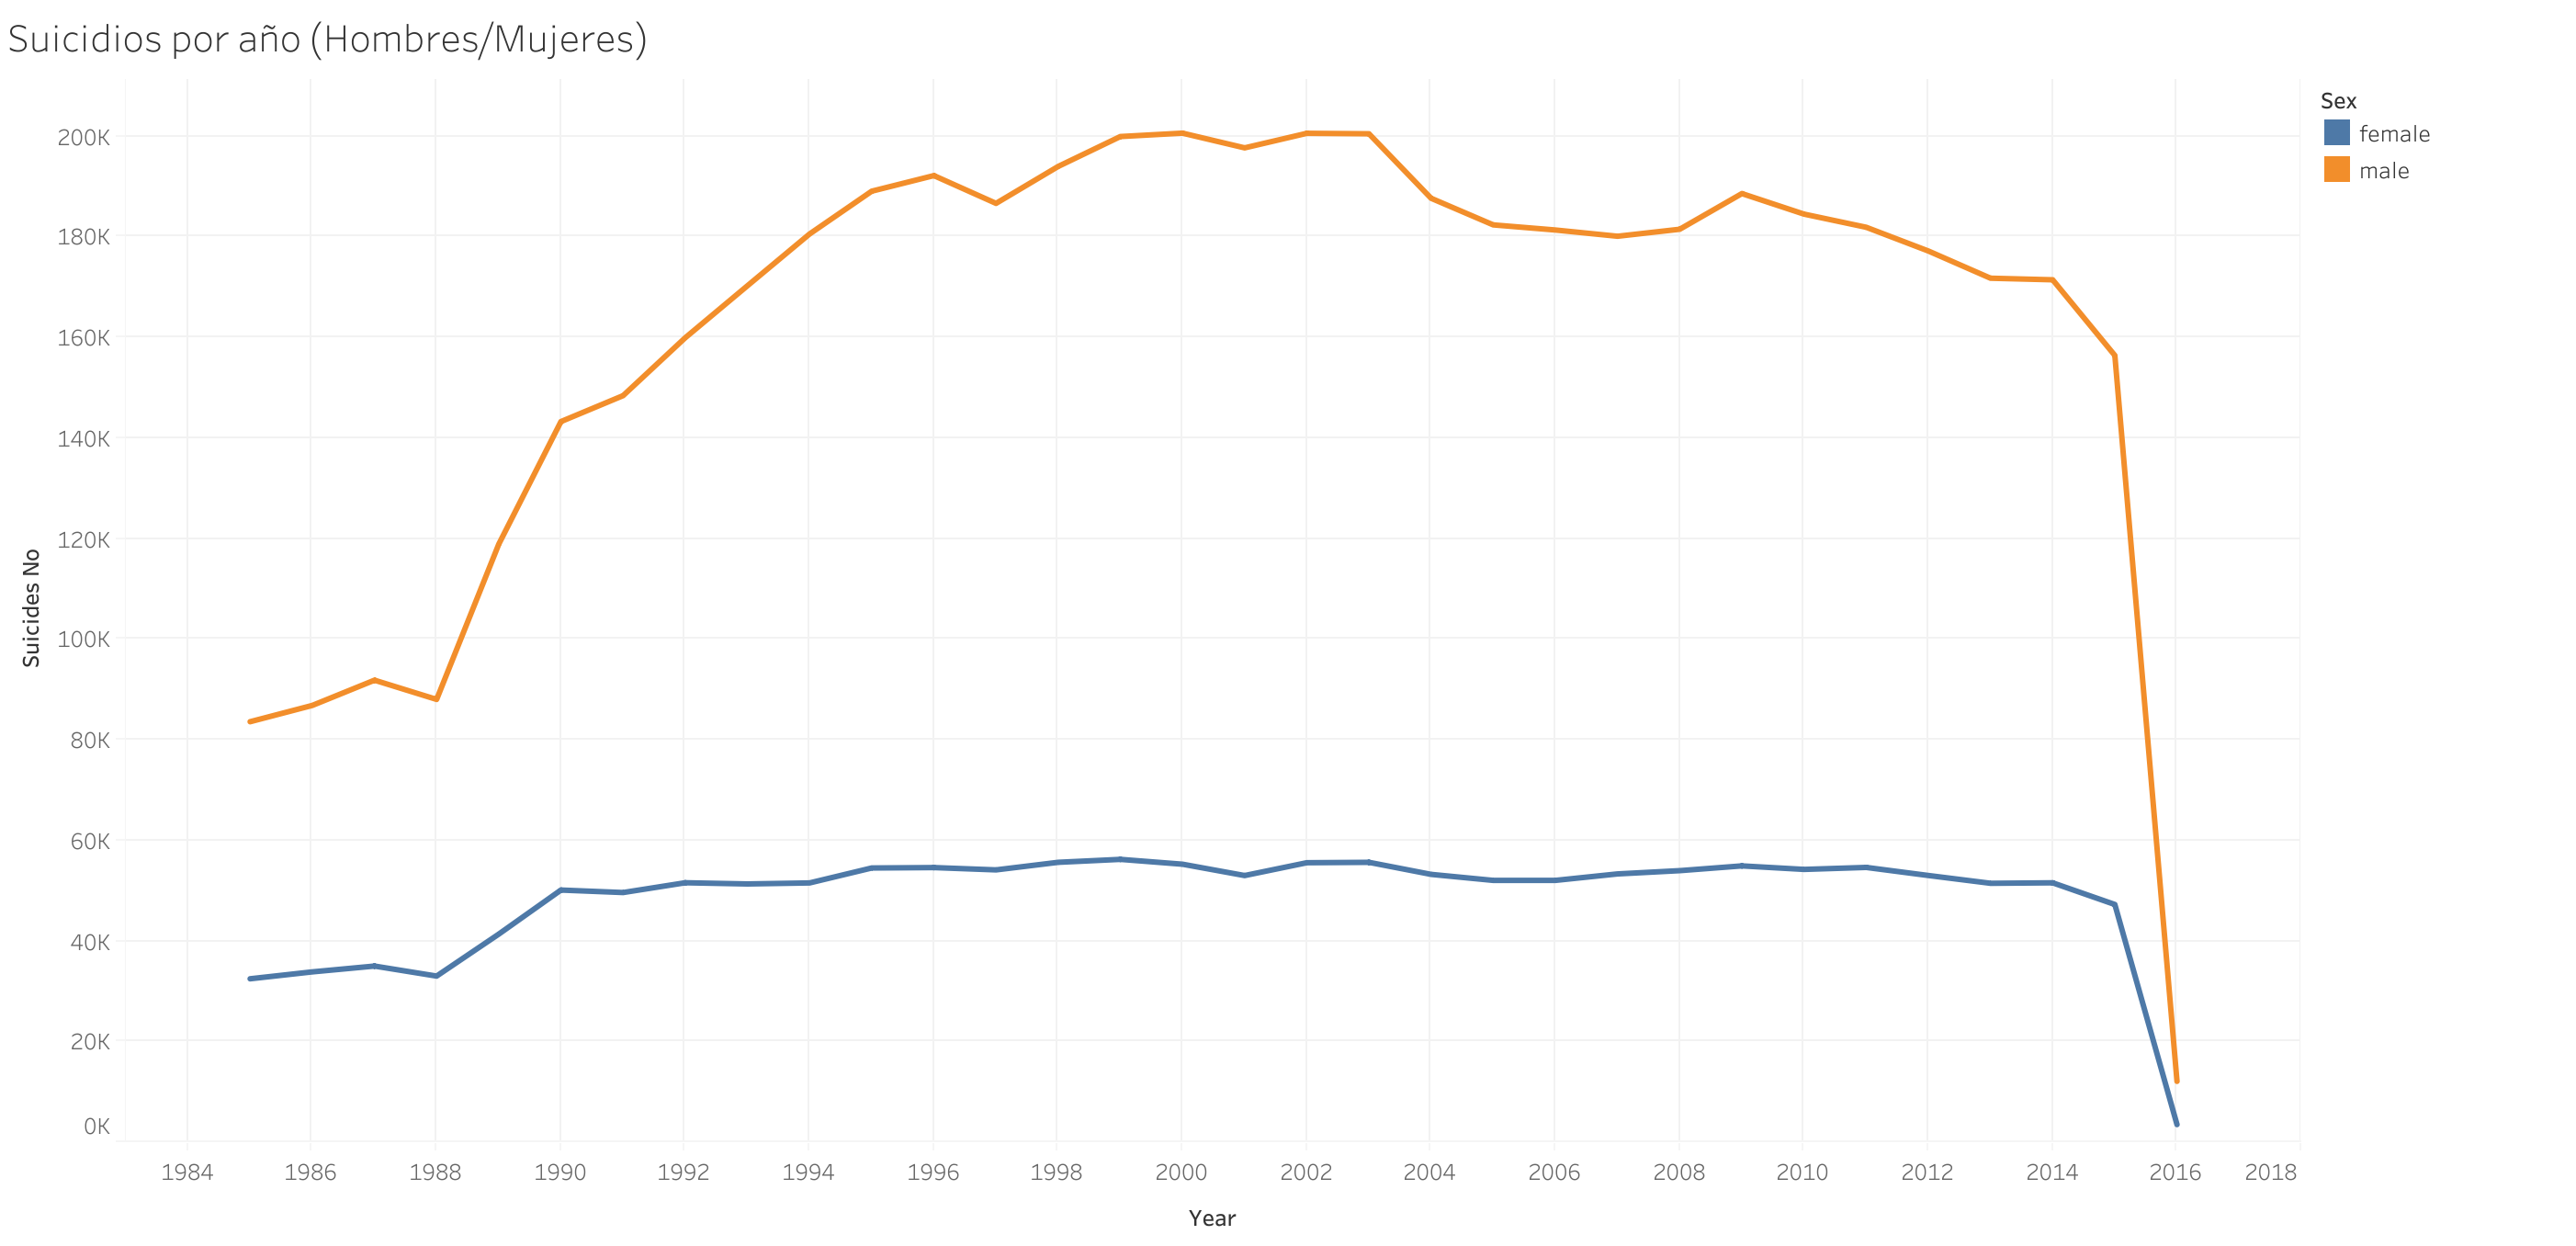 Suicidios por año (Hombres/Mujeres)
Sex
female
male
Suicides No
200K
180K
160K
140K
120K
100K
80K
60K
40K
20K
0K
1984 1986 1988 1990 1992 1994 1996 1998 2000 2002 2004 2006 2008 2010 2012 2014 2016 2018
Year